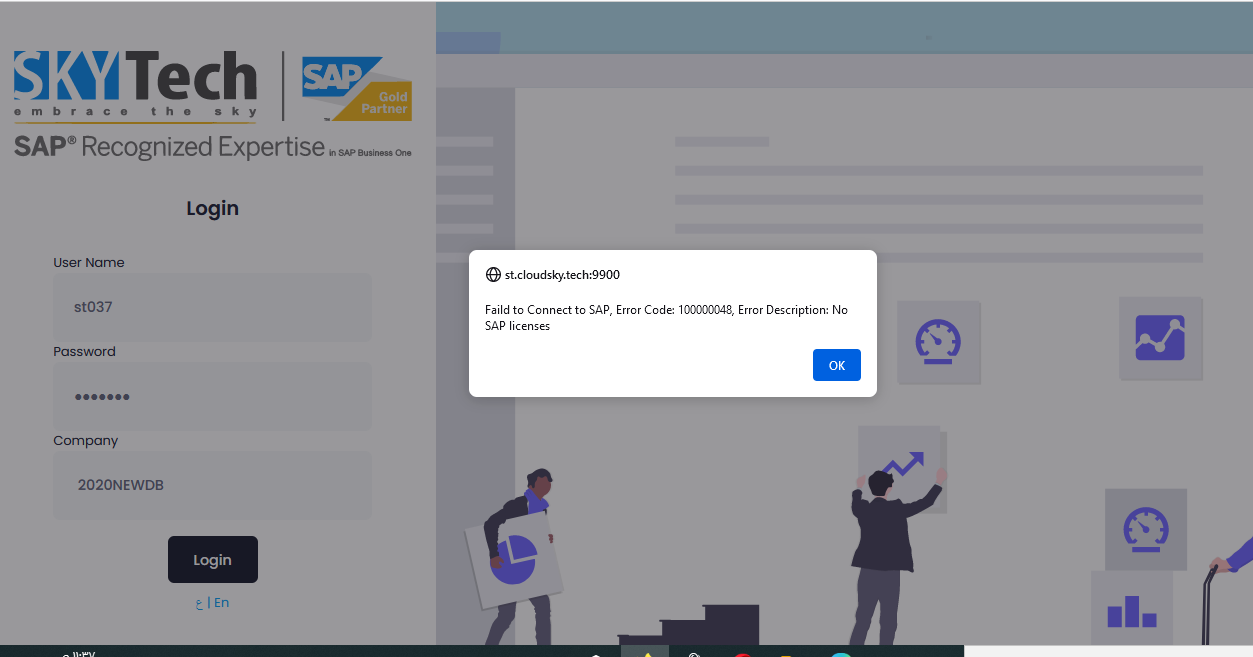 SKYTech
embrace the sky
SAP
Gold
Partner
SAP® Recognized Expertise in SAP Business One
Login
User Name
st037
Password
•••••••
Company
2020NEWDB
Login
ع | En
st.cloudsky.tech:9900
Faild to Connect to SAP, Error Code: 100000048, Error Description: No
SAP licenses
OK